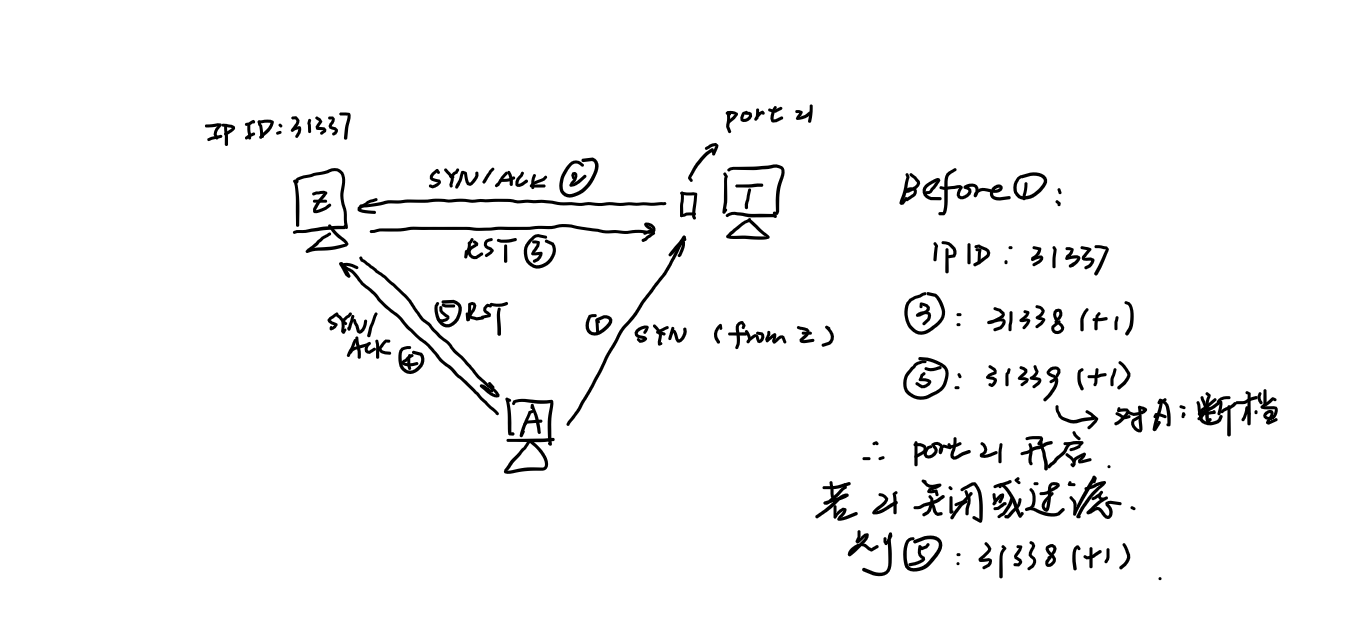 IP ID: 31337
port 21
SYN/ACK ②
Z
T
RST ③
⑤ RST
SYN/
ACK ④
①
SYN (from Z)
A
Before ①:
IP ID: 31337
③: 31338 (+1)
⑤: 31339 (+1)
对A: 断档
∴ port 21 开启.
若 21 关闭或过滤.
则⑤: 31338 (+1).